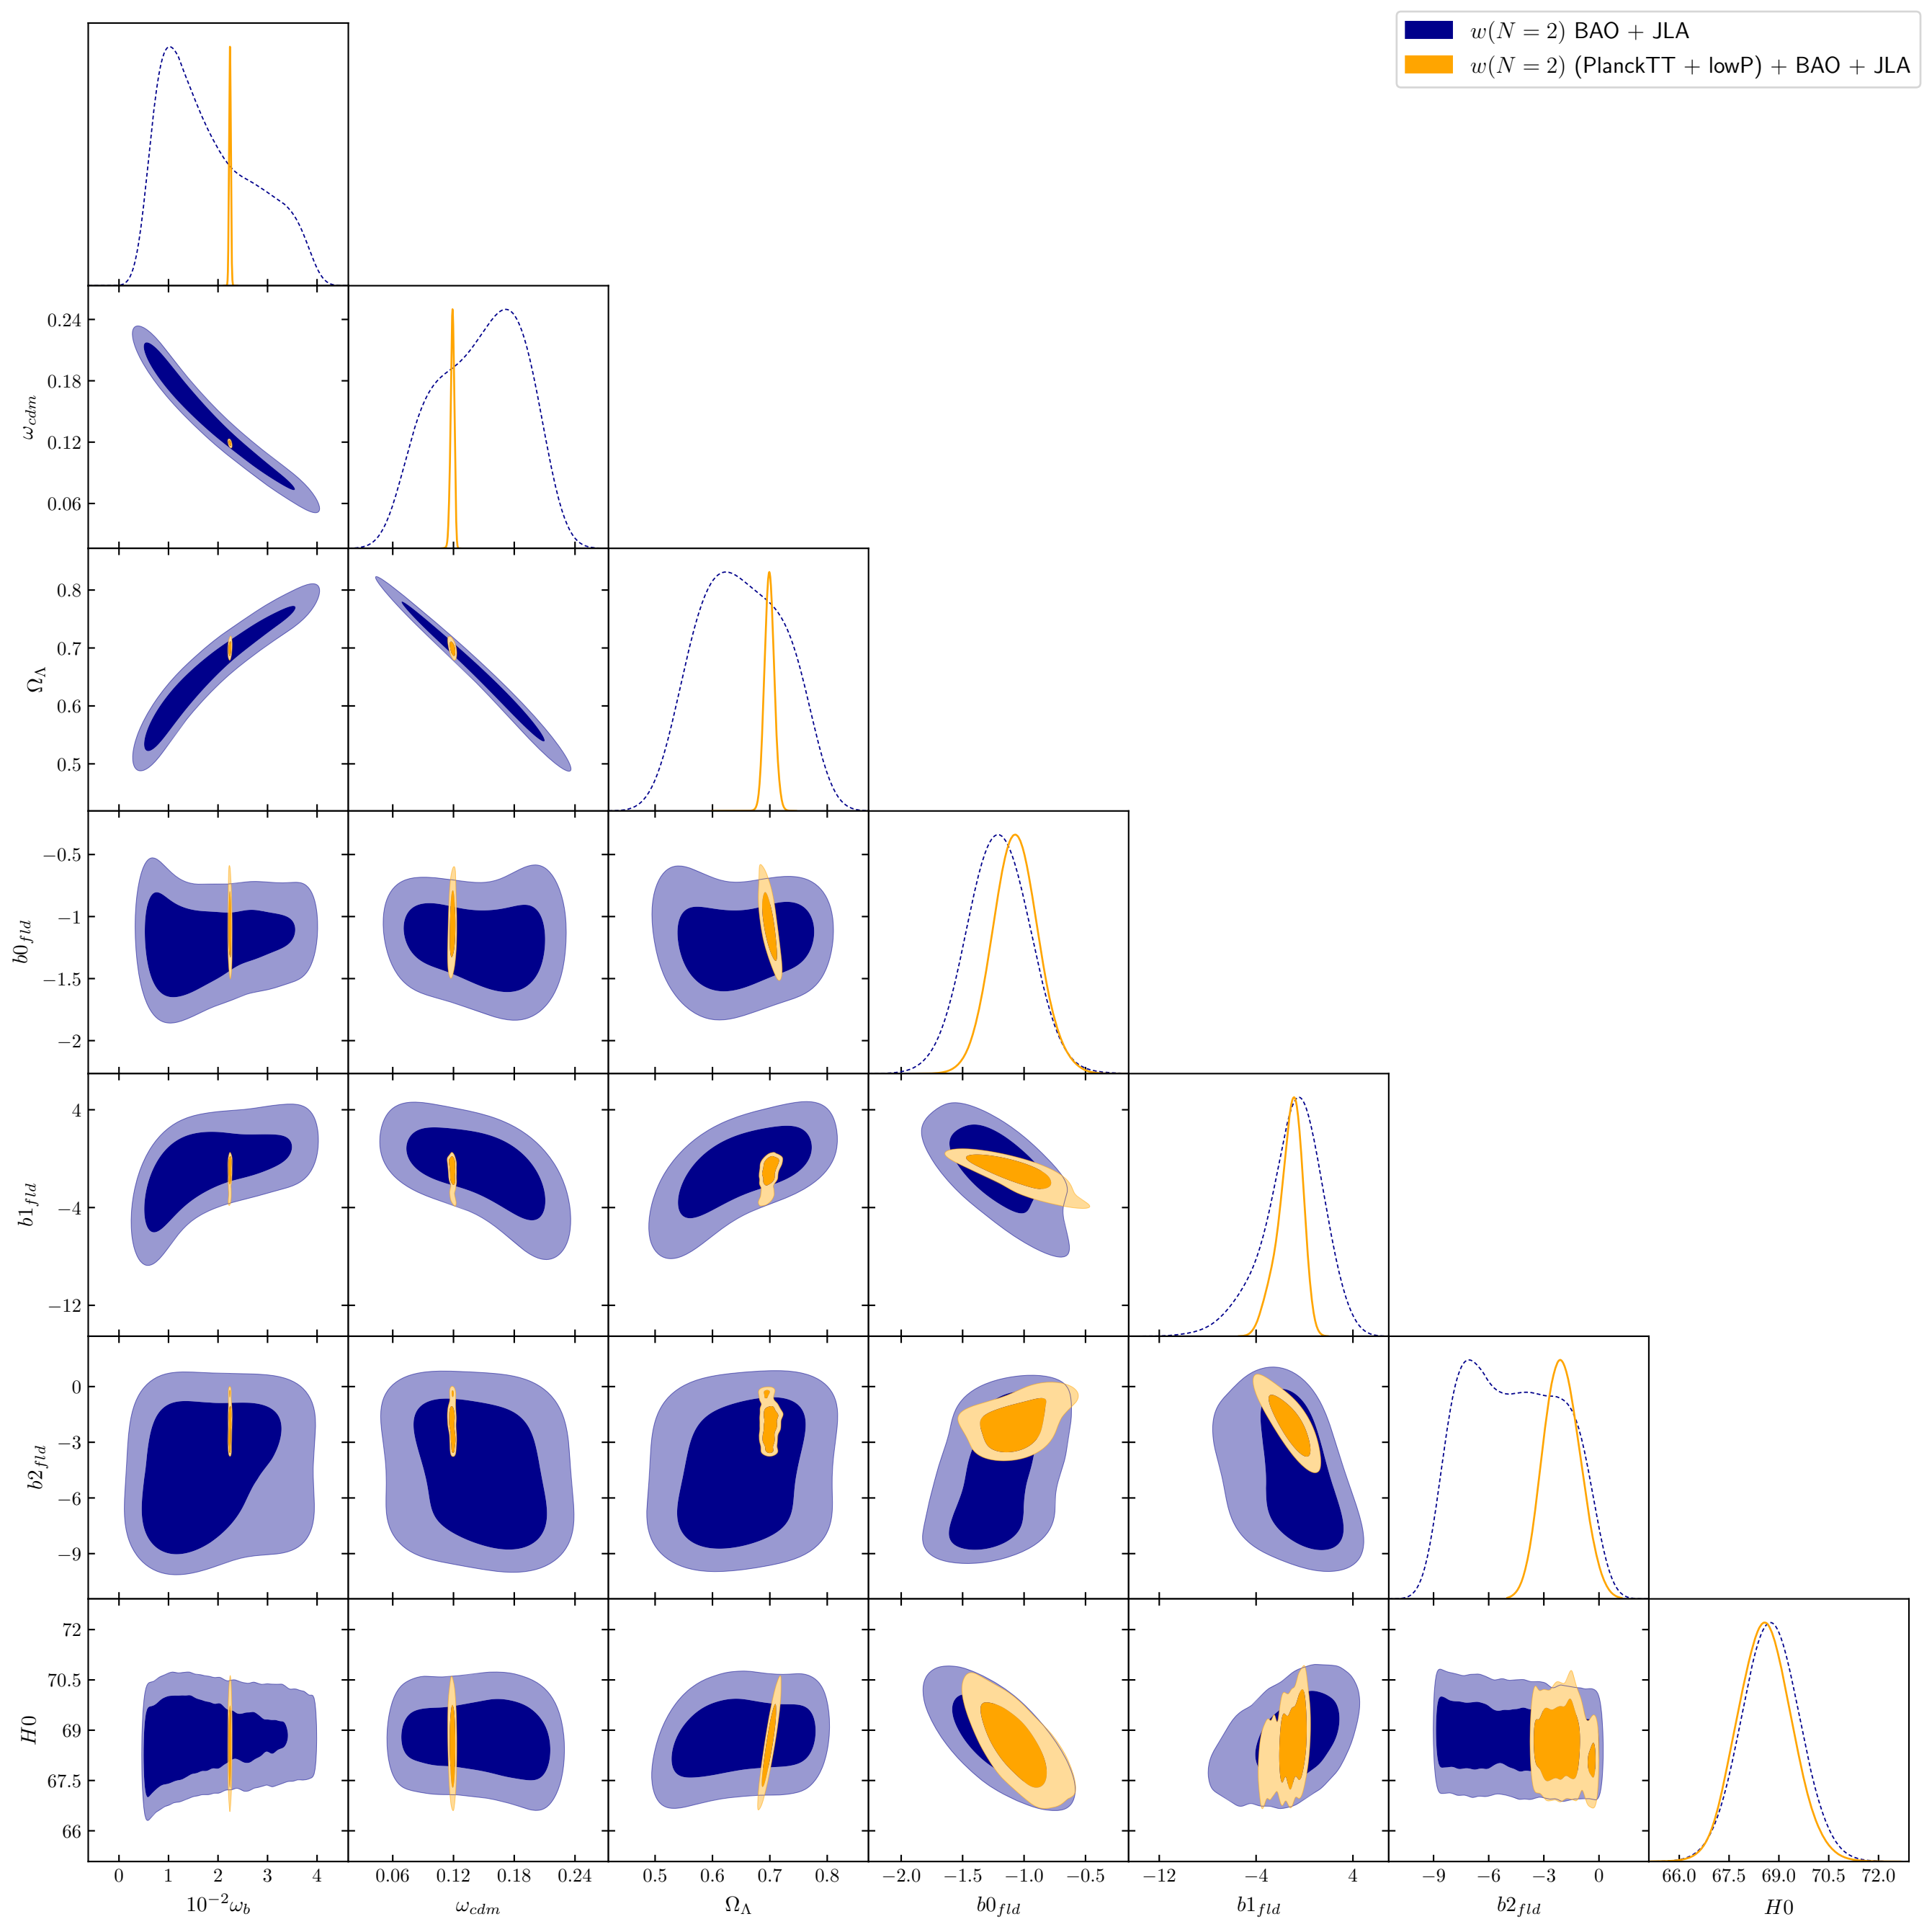 w(N = 2) BAO + JLA
w(N = 2) (PlanckTT + lowP) + BAO + JLA
0.24
0.18
0.12
0.06
ω_cdm
0.8
0.7
0.6
0.5
Ω_Λ
−0.5
−1
−1.5
−2
b0_fld
4
−4
−12
b1_fld
0
−3
−6
−9
b2_fld
72
70.5
69
67.5
66
H0
0 1 2 3 4 0.06 0.12 0.18 0.24 0.5 0.6 0.7 0.8 −2.0 −1.5 −1.0 −0.5 −12 −4 4 −9 −6 −3 0 66.0 67.5 69.0 70.5 72.0
10⁻²ω_b ω_cdm Ω_Λ b0_fld b1_fld b2_fld H0